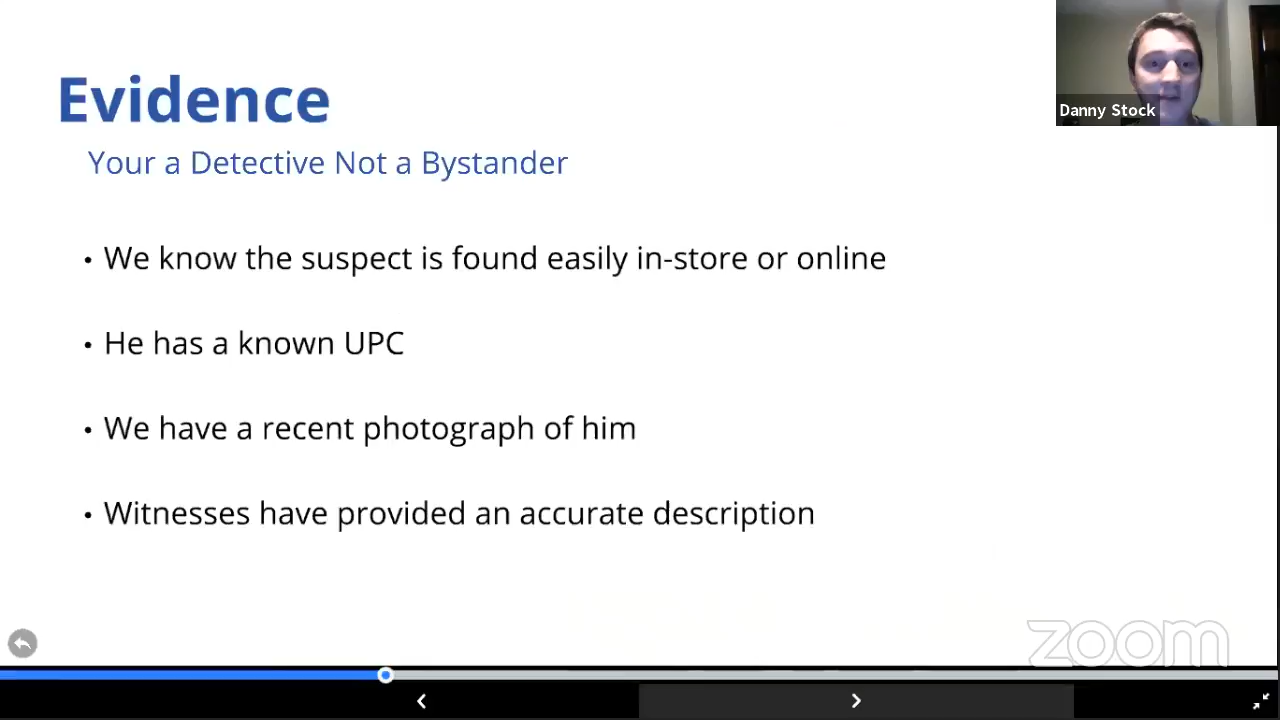 Evidence
Danny Stock
Your a Detective Not a Bystander
• We know the suspect is found easily in-store or online
• He has a known UPC
• We have a recent photograph of him
• Witnesses have provided an accurate description
zoom